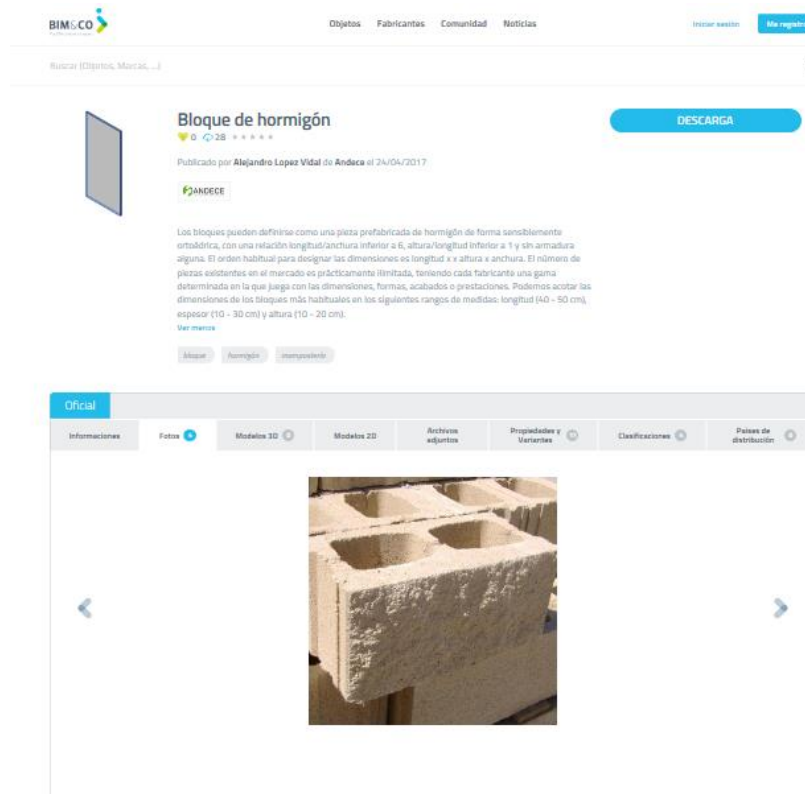 BIM&CO
Objetos Fabricantes Comunidad Noticias
Iniciar sesión
Me registro
Buscar (Objetos, Marcas, ...)
Bloque de hormigón
0 28
DESCARGA
Publicado por Alejandro Lopez Vidal de Andece el 24/04/2017
ANDECE
Los bloques pueden definirse como una pieza prefabricada de hormigón de forma sensiblemente
ortoédrica, con una relación longitud/anchura inferior a 6, altura/longitud inferior a 1 y sin armadura
alguna. El orden habitual para designar las dimensiones es longitud x x altura x anchura. El número de
piezas existentes en el mercado es prácticamente ilimitada, teniendo cada fabricante una gama
determinada en la que juega con las dimensiones, formas, acabados o prestaciones. Podemos acotar las
dimensiones de los bloques más habituales en los siguientes rangos de medidas: longitud (40 - 50 cm),
espesor (10 - 30 cm) y altura (10 - 20 cm).
Ver menos
bloque hormigón mampostería
Oficial
Informaciones
Fotos
Modelos 3D
Modelos 2D
Archivos
adjuntos
Propiedades y
Variantes
Clasificaciones
Países de
distribución